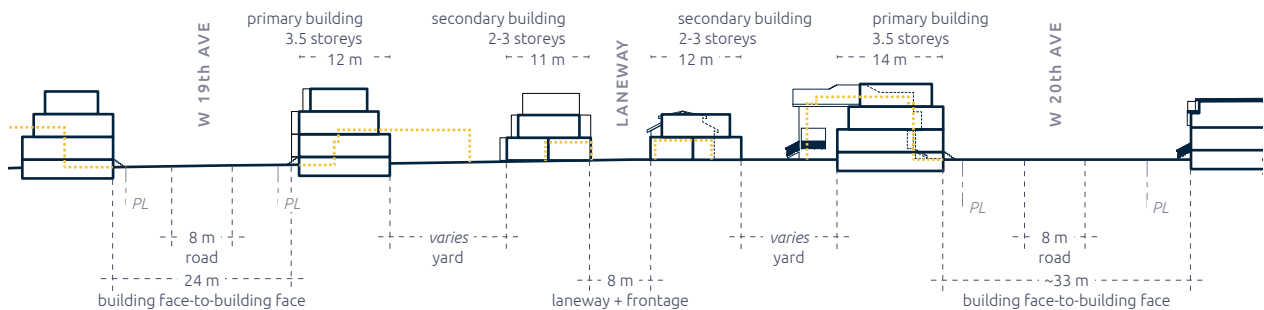 W 19th AVE
primary building
3.5 storeys
12 m
secondary building
2-3 storeys
11 m
LANEWAY
secondary building
2-3 storeys
12 m
primary building
3.5 storeys
14 m
W 20th AVE
PL
PL
PL
PL
8 m
road
varies
yard
varies
yard
8 m
road
24 m
building face-to-building face
8 m
laneway + frontage
~33 m
building face-to-building face